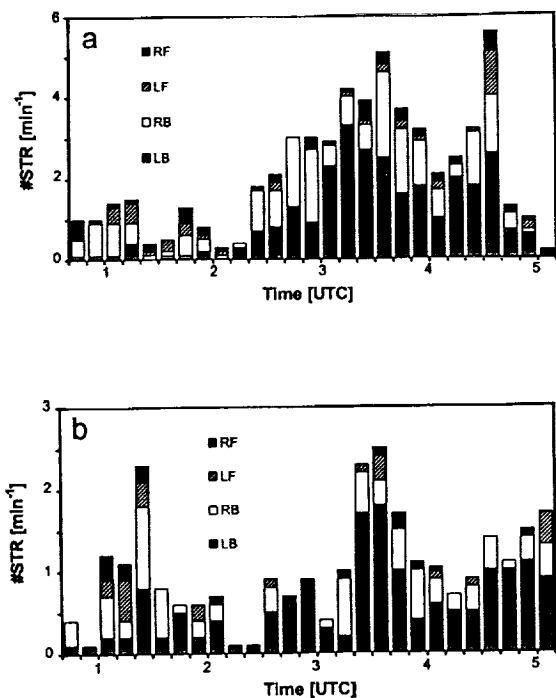 6
a
RF
LF
RB
LB
4
2
0
#STR [min-1]
1 2 3 4 5
Time [UTC]
3
b
RF
LF
RB
LB
2
1
0
#STR [min-1]
1 2 3 4 5
Time [UTC]